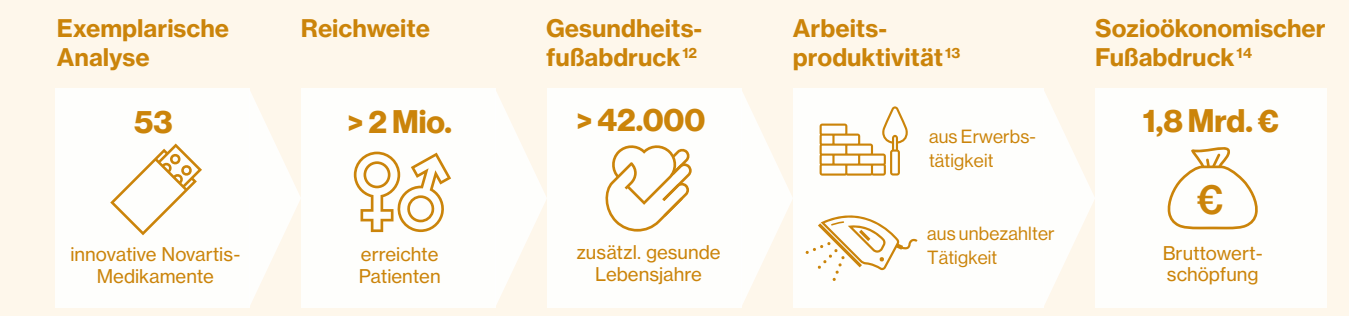 Exemplarische
Analyse
53
innovative Novartis-
Medikamente
Reichweite
> 2 Mio.
erreichte
Patienten
Gesundheits-
fußabdruck¹²
> 42.000
zusätzl. gesunde
Lebensjahre
Arbeits-
produktivität¹³
aus Erwerbs-
tätigkeit
aus unbezahlter
Tätigkeit
Sozioökonomischer
Fußabdruck¹⁴
1,8 Mrd. €
€
Bruttowert-
schöpfung